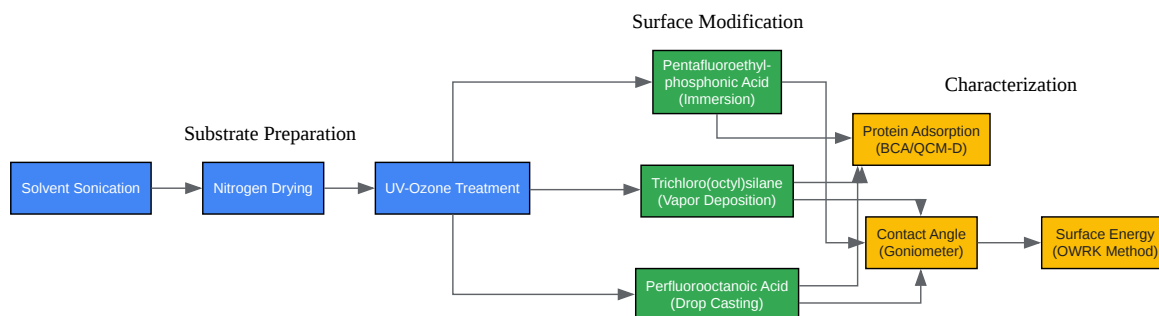 Surface Modification
Pentafluoroethyl-
phosphonic Acid
(Immersion)
Characterization
Substrate Preparation
Protein Adsorption
(BCA/QCM-D)
Solvent Sonication
Nitrogen Drying
UV-Ozone Treatment
Trichloro(octyl)silane
(Vapor Deposition)
Contact Angle
(Goniometer)
Surface Energy
(OWRK Method)
Perfluorooctanoic Acid
(Drop Casting)